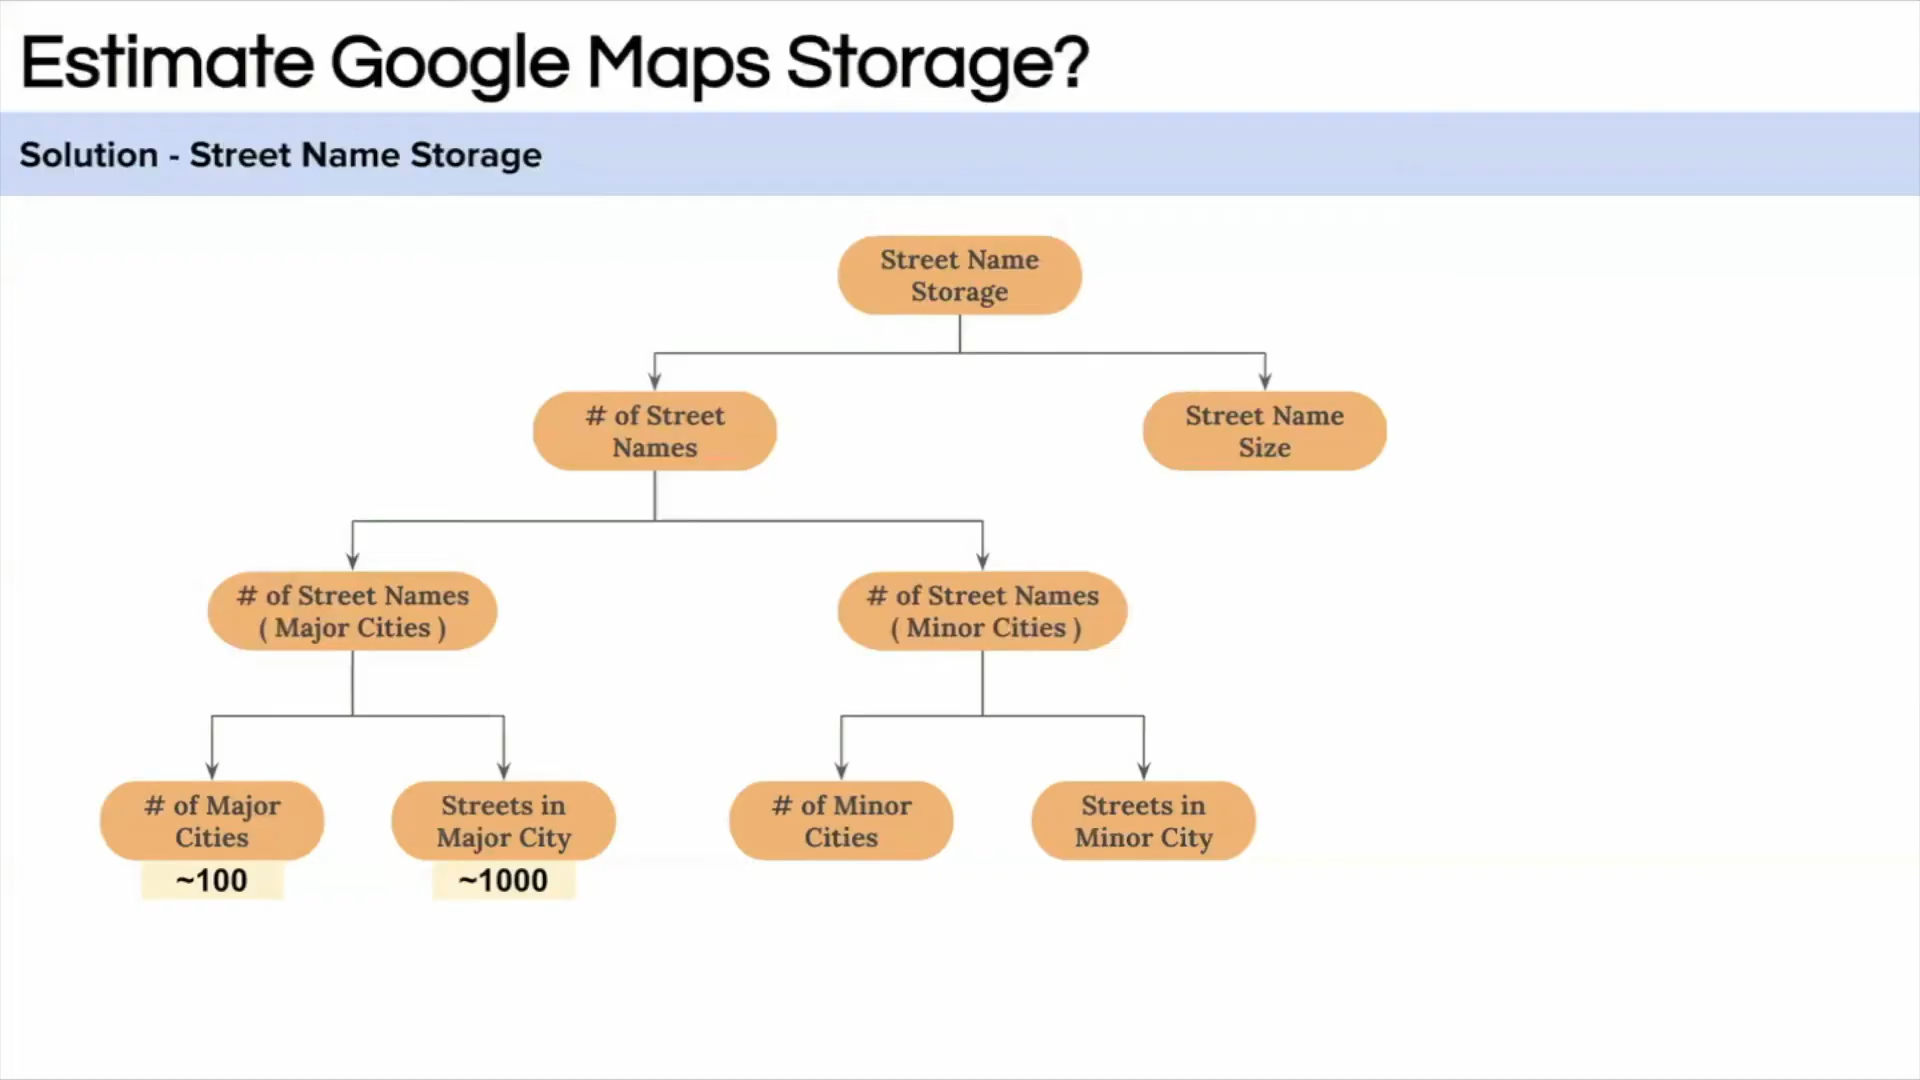 Estimate Google Maps Storage?
Solution - Street Name Storage
Street Name
Storage
# of Street
Names
Street Name
Size
# of Street Names
( Major Cities )
# of Street Names
( Minor Cities )
# of Major
Cities
Streets in
Major City
# of Minor
Cities
Streets in
Minor City
~100
~1000